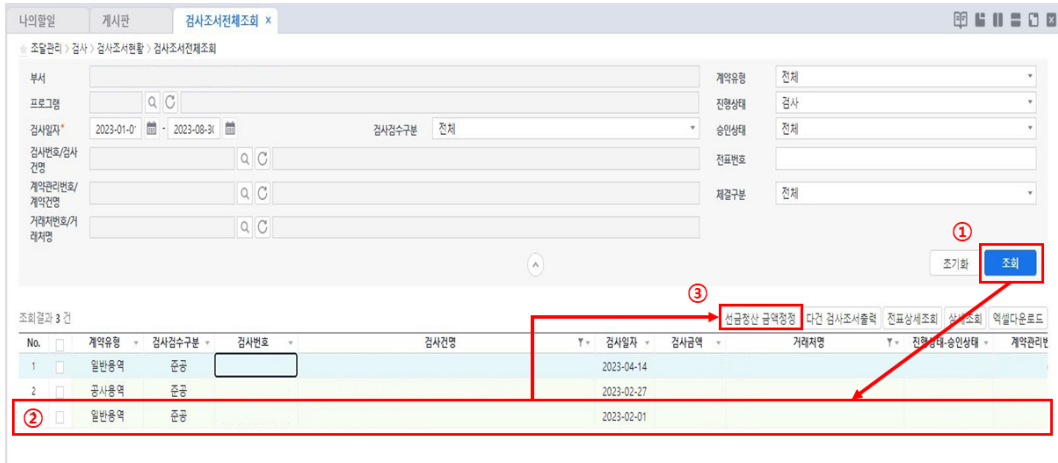 나의할일 게시판 검사조서전체조회 ×
조달관리 > 검사 > 검사조서현황 > 검사조서전체조회
부서 계약유형 전체
프로그램 진행상태 검사
검사일자* 2023-01-0 - 2023-08-3 검사검수구분 전체 승인상태 전체
검사번호/검사
건명 전표번호
계약관리번호/
계약건명 체결구분 전체
거래처번호/거
래처명
①
초기화 조회
③
조회결과 3 건 선금정산 금액정정 다건 검사조서출력 전표상세조회 상세조회 엑셀다운로드
No. 계약유형 검사검수구분 검사번호 검사건명 검사일자 검사금액 거래처명 진행상태-승인상태 계약관리번
1 일반용역 준공 2023-04-14
2 공사용역 준공 2023-02-27
② 일반용역 준공 2023-02-01